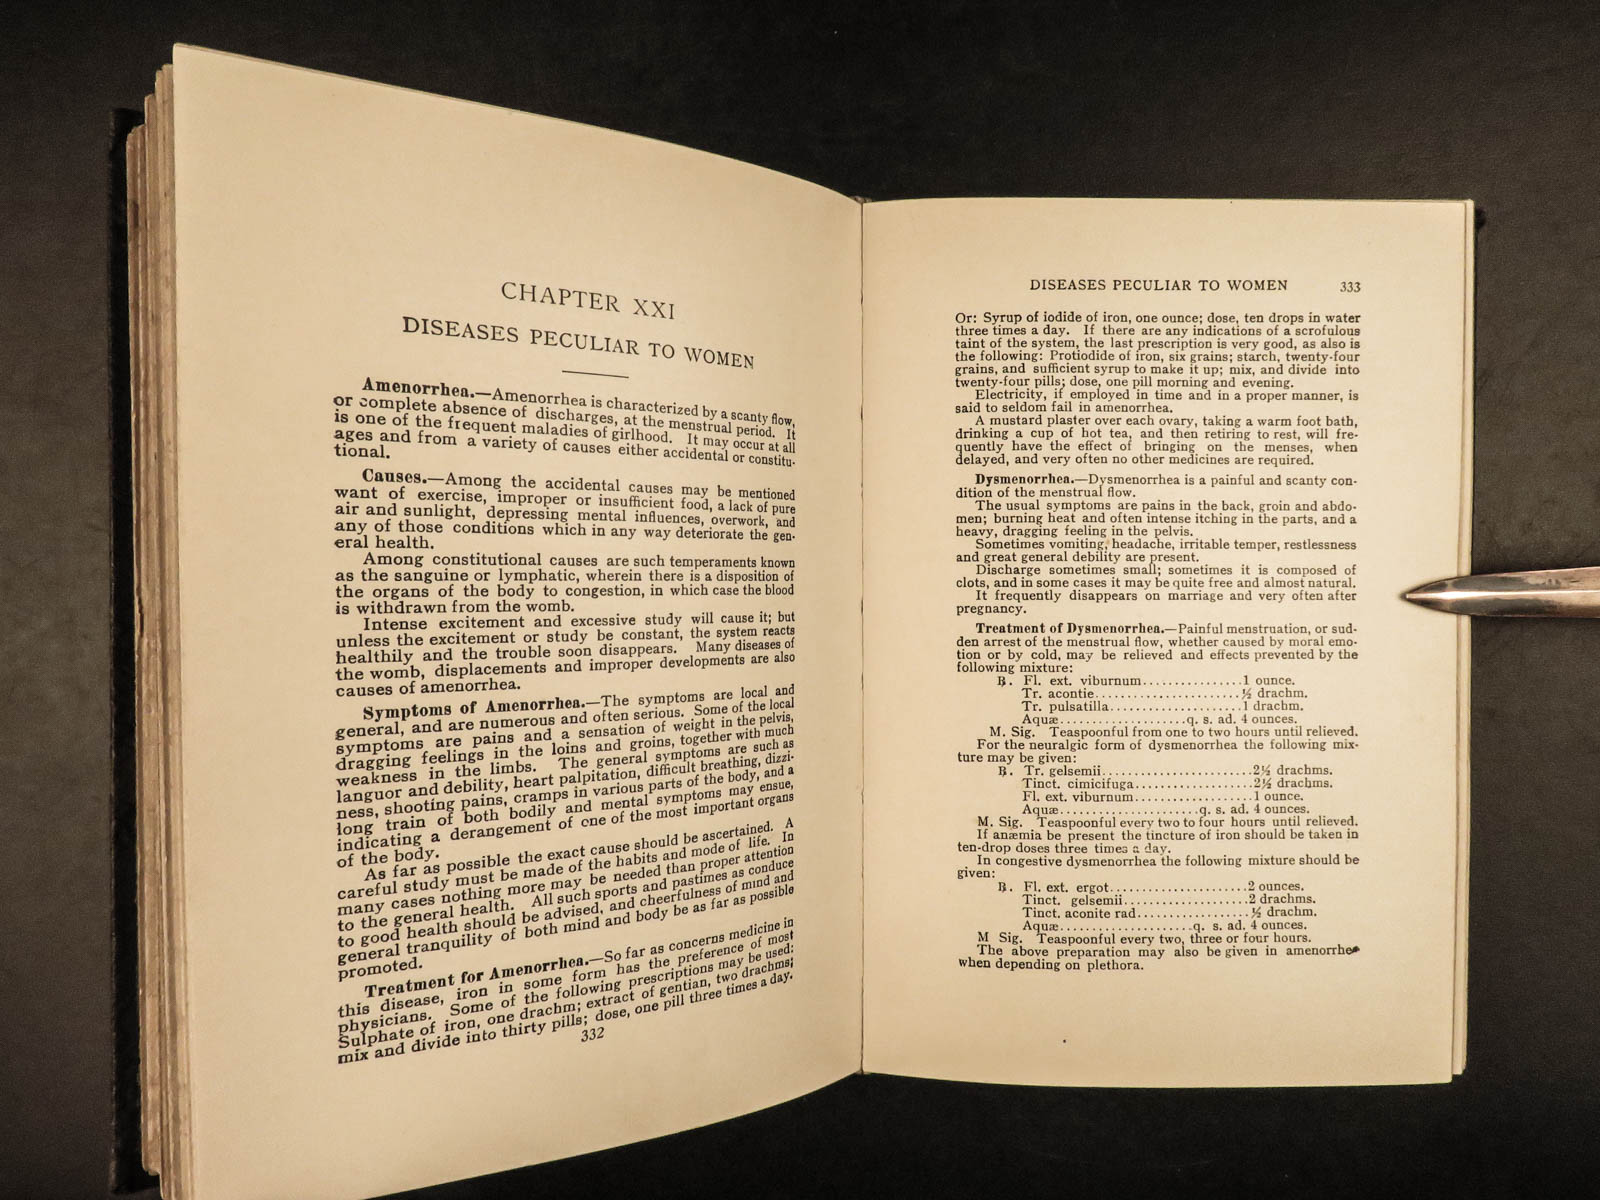 CHAPTER XXI
DISEASES PECULIAR TO WOMEN
Amenorrhea.—Amenorrhea is characterized by a scanty flow,
or complete absence of discharges, at the menstrual period. It
is one of the frequent maladies of girlhood. It may occur at all
ages and from a variety of causes either accidental or constitu-
tional.
Causes.—Among the accidental causes may be mentioned
want of exercise, improper or insufficient food, a lack of pure
air and sunlight, depressing mental influences, overwork, and
any of those conditions which in any way deteriorate the gen-
eral health.
Among constitutional causes are such temperaments known
as the sanguine or lymphatic, wherein there is a disposition of
the organs of the body to congestion, in which case the blood
is withdrawn from the womb.
Intense excitement and excessive study will cause it; but
unless the excitement or study be constant, the system reacts
healthily and the trouble soon disappears. Many diseases of
the womb, displacements and improper developments are also
causes of amenorrhea.
Symptoms of Amenorrhea.—The symptoms are local and
general, and are numerous and often serious. Some of the local
symptoms are pains and a sensation of weight in the pelvis,
dragging feelings in the loins and groins, together with much
weakness in the limbs. The general symptoms are such as
languor and debility, heart palpitation, difficult breathing, dizzi-
ness, shooting pains, cramps in various parts of the body, and a
long train of both bodily and mental symptoms may ensue,
indicating a derangement of one of the most important organs
of the body.
As far as possible the exact cause should be ascertained. A
careful study must be made of the habits and mode of life. In
many cases nothing more may be needed than proper attention
to the general health. All such sports and pastimes as conduce
to good health should be advised, and cheerfulness of mind and
general tranquility of both mind and body be as far as possible
promoted.
Treatment for Amenorrhea.—So far as concerns medicine in
this disease, iron in some form has the preference of most
physicians. Some of the following prescriptions may be used:
Sulphate of iron, one drachm; extract of gentian, two drachms;
mix and divide into thirty pills; dose, one pill three times a day.
332
DISEASES PECULIAR TO WOMEN 333
Or: Syrup of iodide of iron, one ounce; dose, ten drops in water
three times a day. If there are any indications of a scrofulous
taint of the system, the last prescription is very good, as also is
the following: Protiodide of iron, six grains; starch, twenty-four
grains, and sufficient syrup to make it up; mix, and divide into
twenty-four pills; dose, one pill morning and evening.
Electricity, if employed in time and in a proper manner, is
said to seldom fail in amenorrhea.
A mustard plaster over each ovary, taking a warm foot bath,
drinking a cup of hot tea, and then retiring to rest, will fre-
quently have the effect of bringing on the menses, when
delayed, and very often no other medicines are required.
Dysmenorrhea.—Dysmenorrhea is a painful and scanty con-
dition of the menstrual flow.
The usual symptoms are pains in the back, groin and abdo-
men; burning heat and often intense itching in the parts, and a
heavy, dragging feeling in the pelvis.
Sometimes vomiting, headache, irritable temper, restlessness
and great general debility are present.
Discharge sometimes small; sometimes it is composed of
clots, and in some cases it may be quite free and almost natural.
It frequently disappears on marriage and very often after
pregnancy.
Treatment of Dysmenorrhea.—Painful menstruation, or sud-
den arrest of the menstrual flow, whether caused by moral emo-
tion or by cold, may be relieved and effects prevented by the
following mixture:
℞. Fl. ext. viburnum................1 ounce.
Tr. acontie.......................½ drachm.
Tr. pulsatilla.....................1 drachm.
Aquæ....................q. s. ad. 4 ounces.
M. Sig. Teaspoonful from one to two hours until relieved.
For the neuralgic form of dysmenorrhea the following mix-
ture may be given:
℞. Tr. gelsemii........................2½ drachms.
Tinct. cimicifuga...................2½ drachms.
Fl. ext. viburnum...................1 ounce.
Aquæ......................q. s. ad. 4 ounces.
M. Sig. Teaspoonful every two to four hours until relieved.
If anæmia be present the tincture of iron should be taken in
ten-drop doses three times a day.
In congestive dysmenorrhea the following mixture should be
given:
℞. Fl. ext. ergot......................2 ounces.
Tinct. gelsemii....................2 drachms.
Tinct. aconite rad..................½ drachm.
Aquæ.......................q. s. ad. 4 ounces.
M Sig. Teaspoonful every two, three or four hours.
The above preparation may also be given in amenorrhea
when depending on plethora.